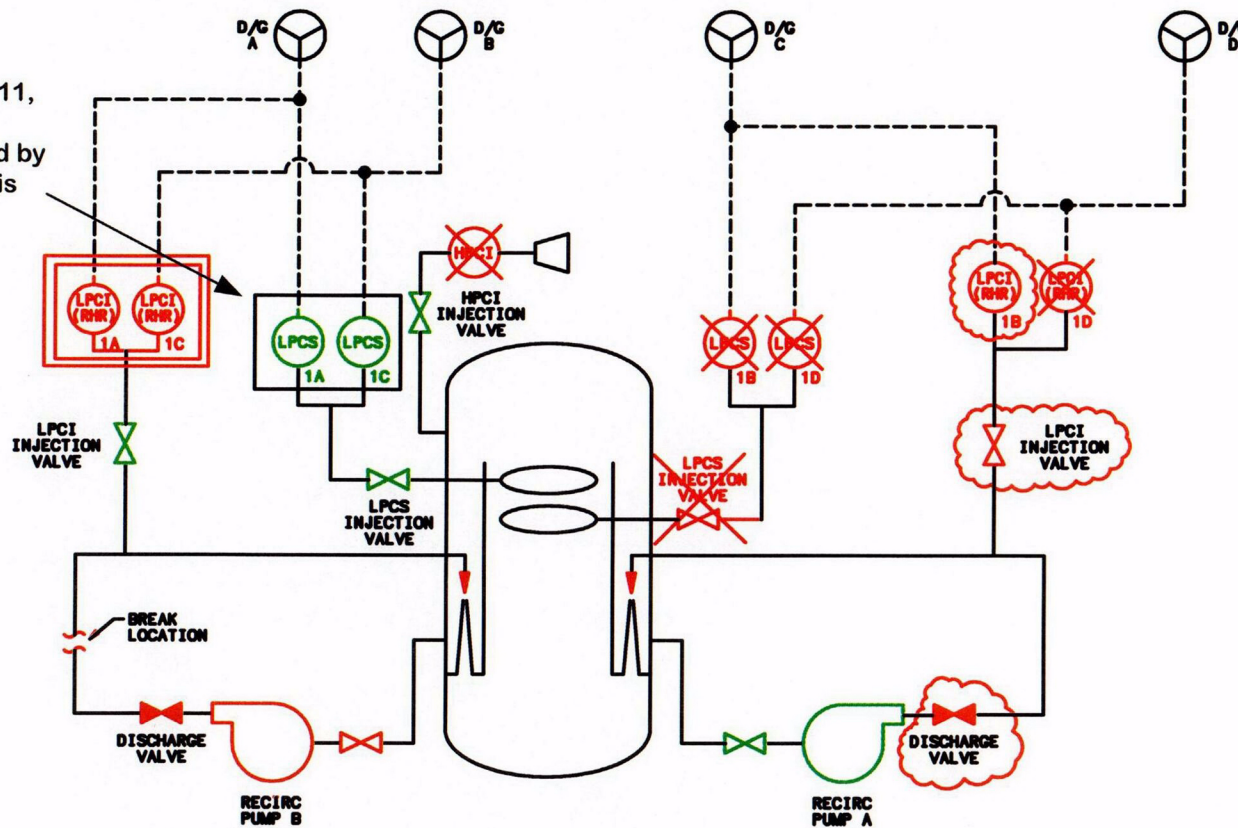 D/G
A
D/G
B
D/G
C
D/
D
11,
d by
is
LPCI
(RHR)
1A
LPCI
(RHR)
1C
LPCS
1A
LPCS
1C
HPCI
HPCI
INJECTION
VALVE
LPCS
1B
LPCS
1D
LPCI
(RHR)
1B
LPCI
(RHR)
1D
LPCI
INJECTION
VALVE
LPCS
INJECTION
VALVE
LPCS
INJECTION
VALVE
LPCI
INJECTION
VALVE
BREAK
LOCATION
DISCHARGE
VALVE
RECIRC
PUMP B
DISCHARGE
VALVE
RECIRC
PUMP A